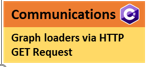 Communications C#
Graph loaders via HTTP
GET Request